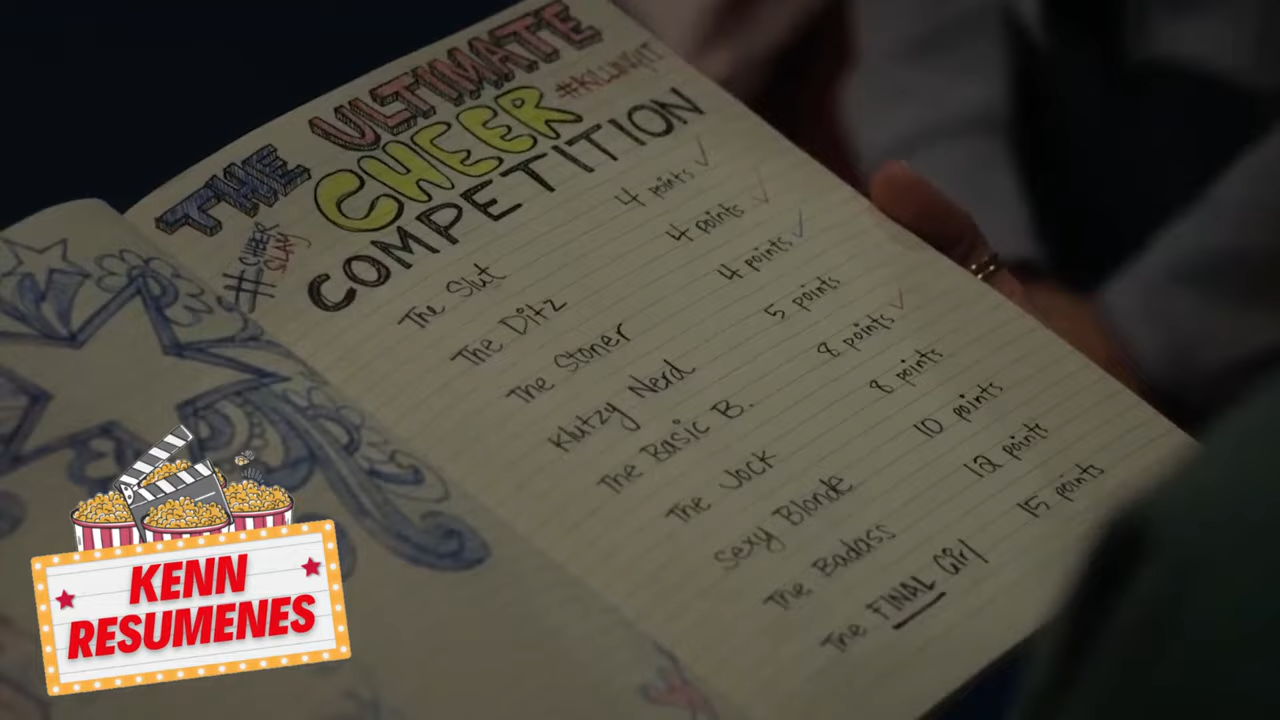 THE ULTIMATE
#KILLINGIT
CHEER
COMPETITION
#CHEER
SLAY
The Slut 4 points ✓
The Ditz 4 points ✓
The Stoner 4 points ✓
Klutzy Nerd 5 points
The Basic B. 8 points ✓
The Jock 8 points
Sexy Blonde 10 points
The Badass 12 points
The FINAL Girl 15 points
KENN
RESUMENES